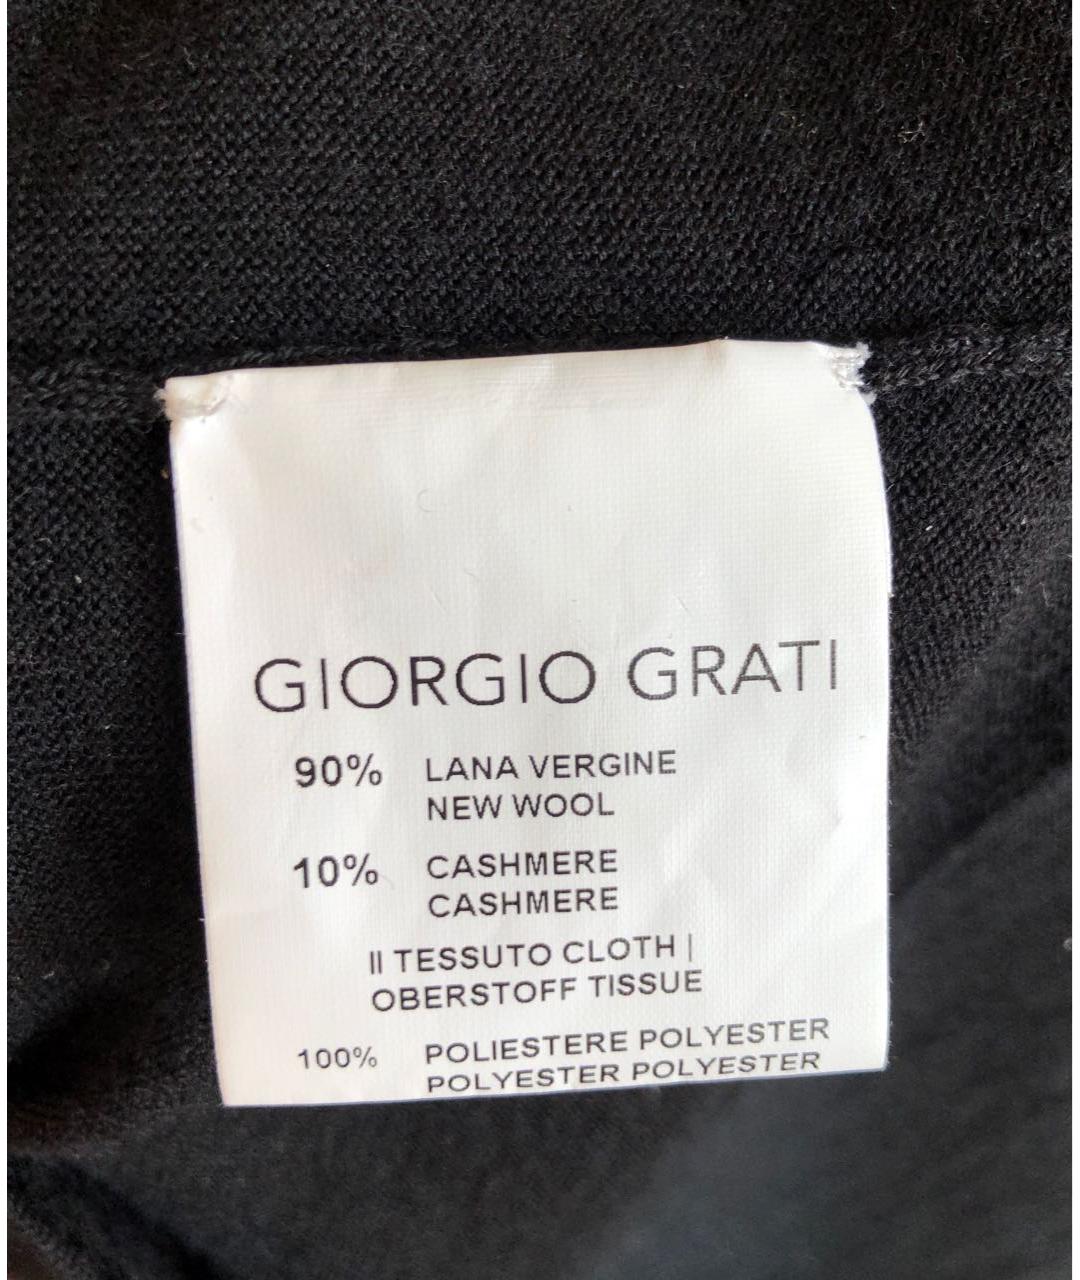 GIORGIO GRATI
90% LANA VERGINE
NEW WOOL
10% CASHMERE
CASHMERE
II TESSUTO CLOTH |
OBERSTOFF TISSUE
100% POLIESTERE POLYESTER
POLYESTER POLYESTER